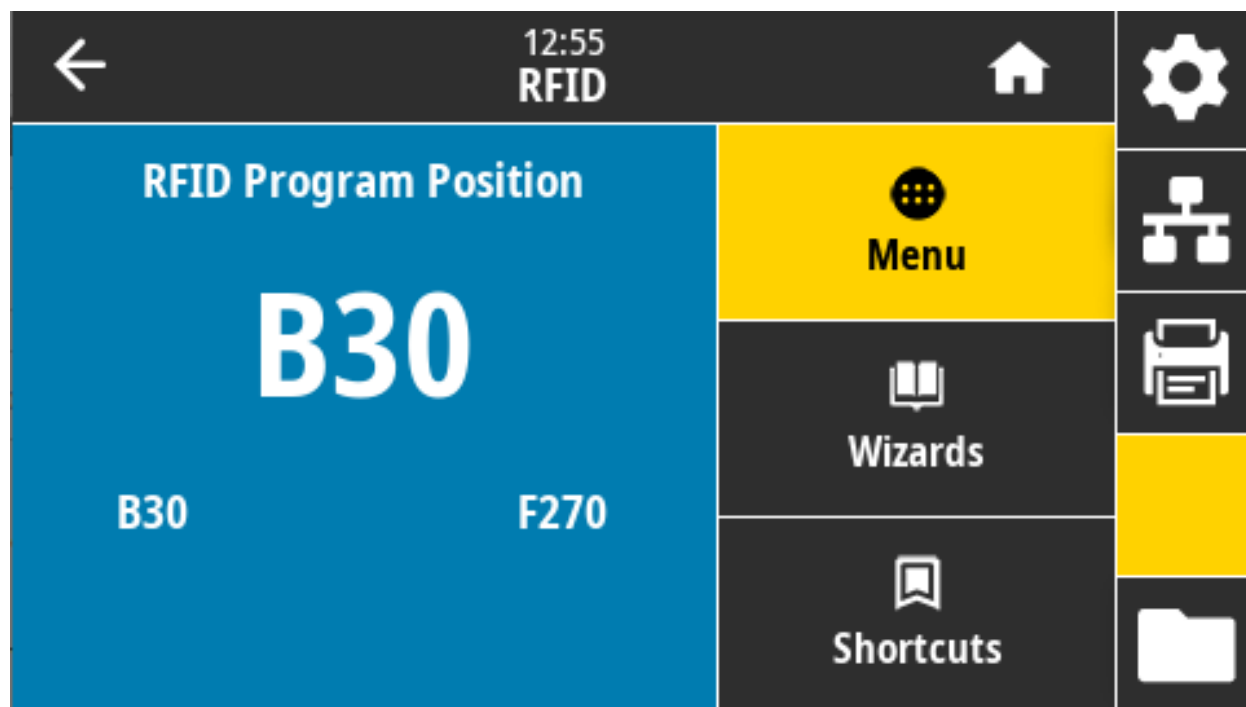 12:55
RFID
RFID Program Position
B30
B30 F270
Menu
Wizards
Shortcuts